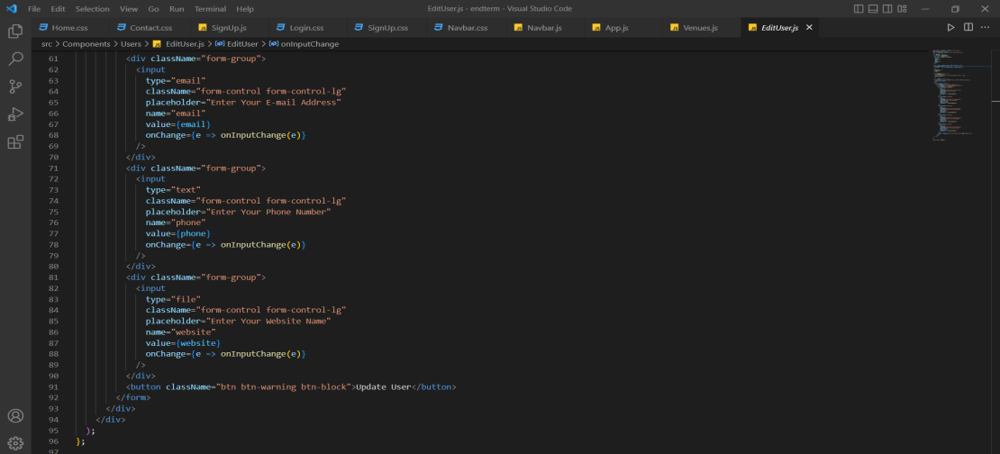 File Edit Selection View Go Run Terminal Help EditUser.js - endterm - Visual Studio Code
Home.css Contact.css SignUp.js Login.css SignUp.css Navbar.css Navbar.js App.js Venues.js EditUser.js
src > Components > Users > EditUser.js > EditUser > onInputChange
61 <div className="form-group">
62 <input
63 type="email"
64 className="form-control form-control-lg"
65 placeholder="Enter Your E-mail Address"
66 name="email"
67 value={email}
68 onChange={e => onInputChange(e)}
69 />
70 </div>
71 <div className="form-group">
72 <input
73 type="text"
74 className="form-control form-control-lg"
75 placeholder="Enter Your Phone Number"
76 name="phone"
77 value={phone}
78 onChange={e => onInputChange(e)}
79 />
80 </div>
81 <div className="form-group">
82 <input
83 type="file"
84 className="form-control form-control-lg"
85 placeholder="Enter Your Website Name"
86 name="website"
87 value={website}
88 onChange={e => onInputChange(e)}
89 />
90 </div>
91 <button className="btn btn-warning btn-block">Update User</button>
92 </form>
93 </div>
94 </div>
95 );
96 };
97